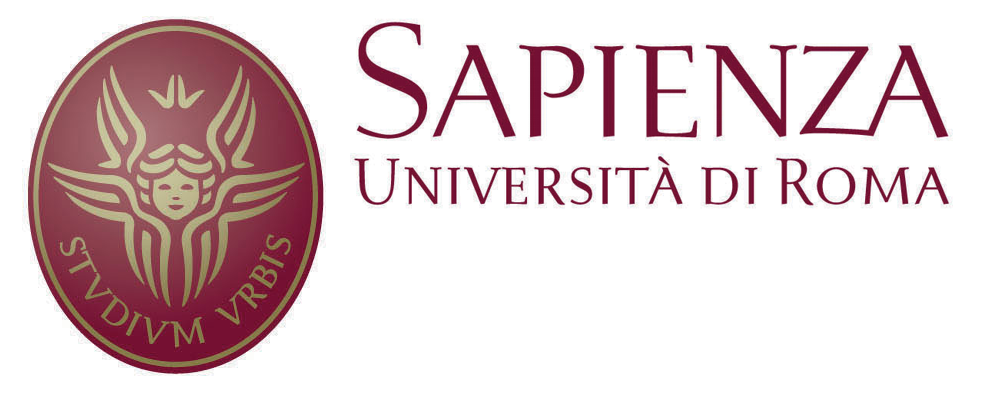 SAPIENZA
UNIVERSITÀ DI ROMA
STVDIVM VRBIS